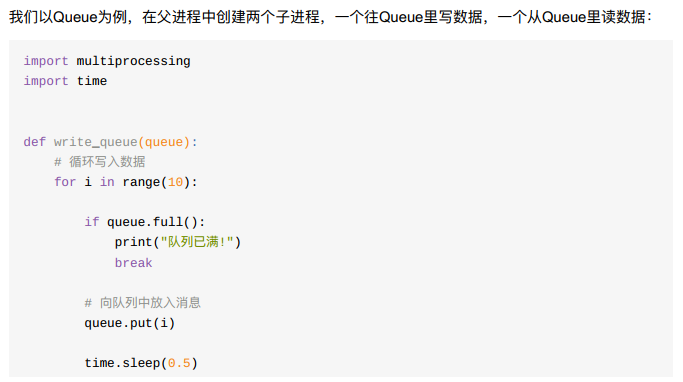 我们以Queue为例，在父进程中创建两个子进程，一个往Queue里写数据，一个从Queue里读数据：
import multiprocessing
import time
def write_queue(queue):
    # 循环写入数据
    for i in range(10):
        if queue.full():
            print("队列已满!")
            break
        # 向队列中放入消息
        queue.put(i)
        time.sleep(0.5)